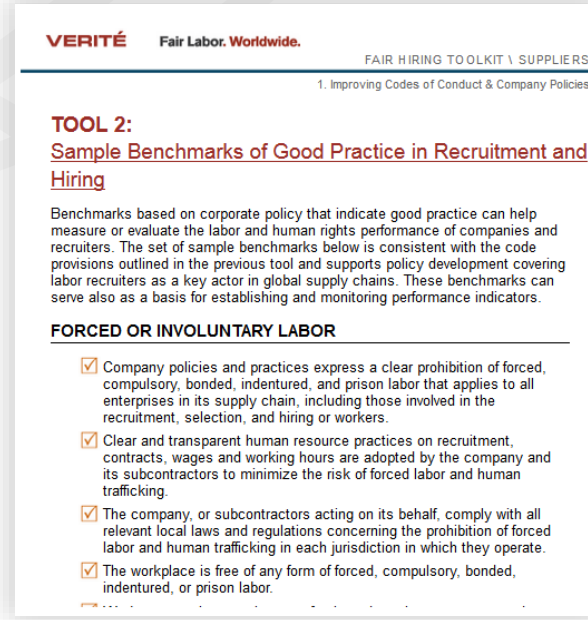 VERITÉ Fair Labor. Worldwide.
FAIR HIRING TOOLKIT \ SUPPLIERS
1. Improving Codes of Conduct & Company Policies
TOOL 2:
Sample Benchmarks of Good Practice in Recruitment and
Hiring
Benchmarks based on corporate policy that indicate good practice can help
measure or evaluate the labor and human rights performance of companies and
recruiters. The set of sample benchmarks below is consistent with the code
provisions outlined in the previous tool and supports policy development covering
labor recruiters as a key actor in global supply chains. These benchmarks can
serve also as a basis for establishing and monitoring performance indicators.
FORCED OR INVOLUNTARY LABOR
Company policies and practices express a clear prohibition of forced,
compulsory, bonded, indentured, and prison labor that applies to all
enterprises in its supply chain, including those involved in the
recruitment, selection, and hiring or workers.
Clear and transparent human resource practices on recruitment,
contracts, wages and working hours are adopted by the company and
its subcontractors to minimize the risk of forced labor and human
trafficking.
The company, or subcontractors acting on its behalf, comply with all
relevant local laws and regulations concerning the prohibition of forced
labor and human trafficking in each jurisdiction in which they operate.
The workplace is free of any form of forced, compulsory, bonded,
indentured, or prison labor.